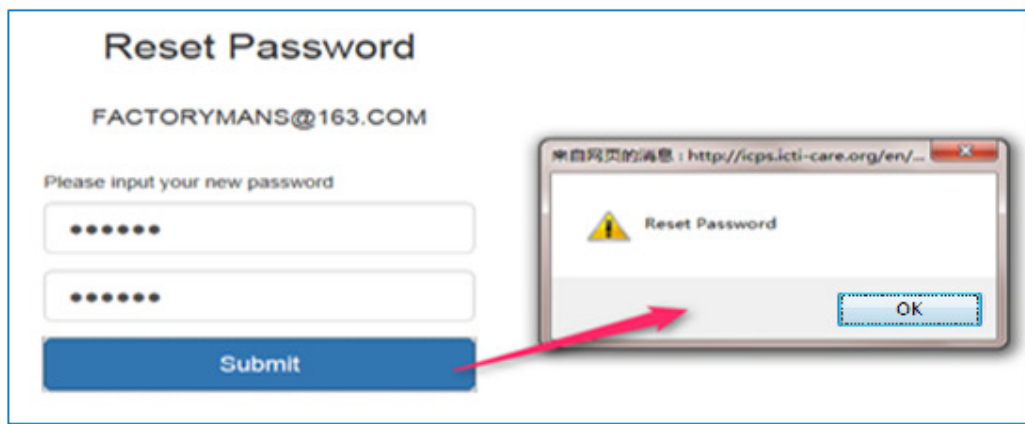 Reset Password
FACTORYMANS@163.COM
Please input your new password
Submit
来自网页的消息 : http://icps.icti-care.org/en/...
Reset Password
OK